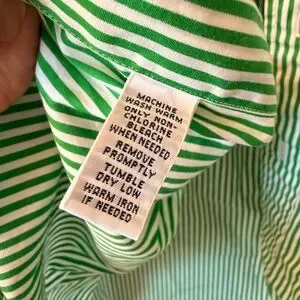 MACHINE
WASH WARM
ONLY NON-
CHLORINE
BLEACH
WHEN NEEDED
REMOVE
PROMPTLY
TUMBLE
DRY LOW
WARM IRON
IF NEEDED